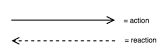 = action
= reaction